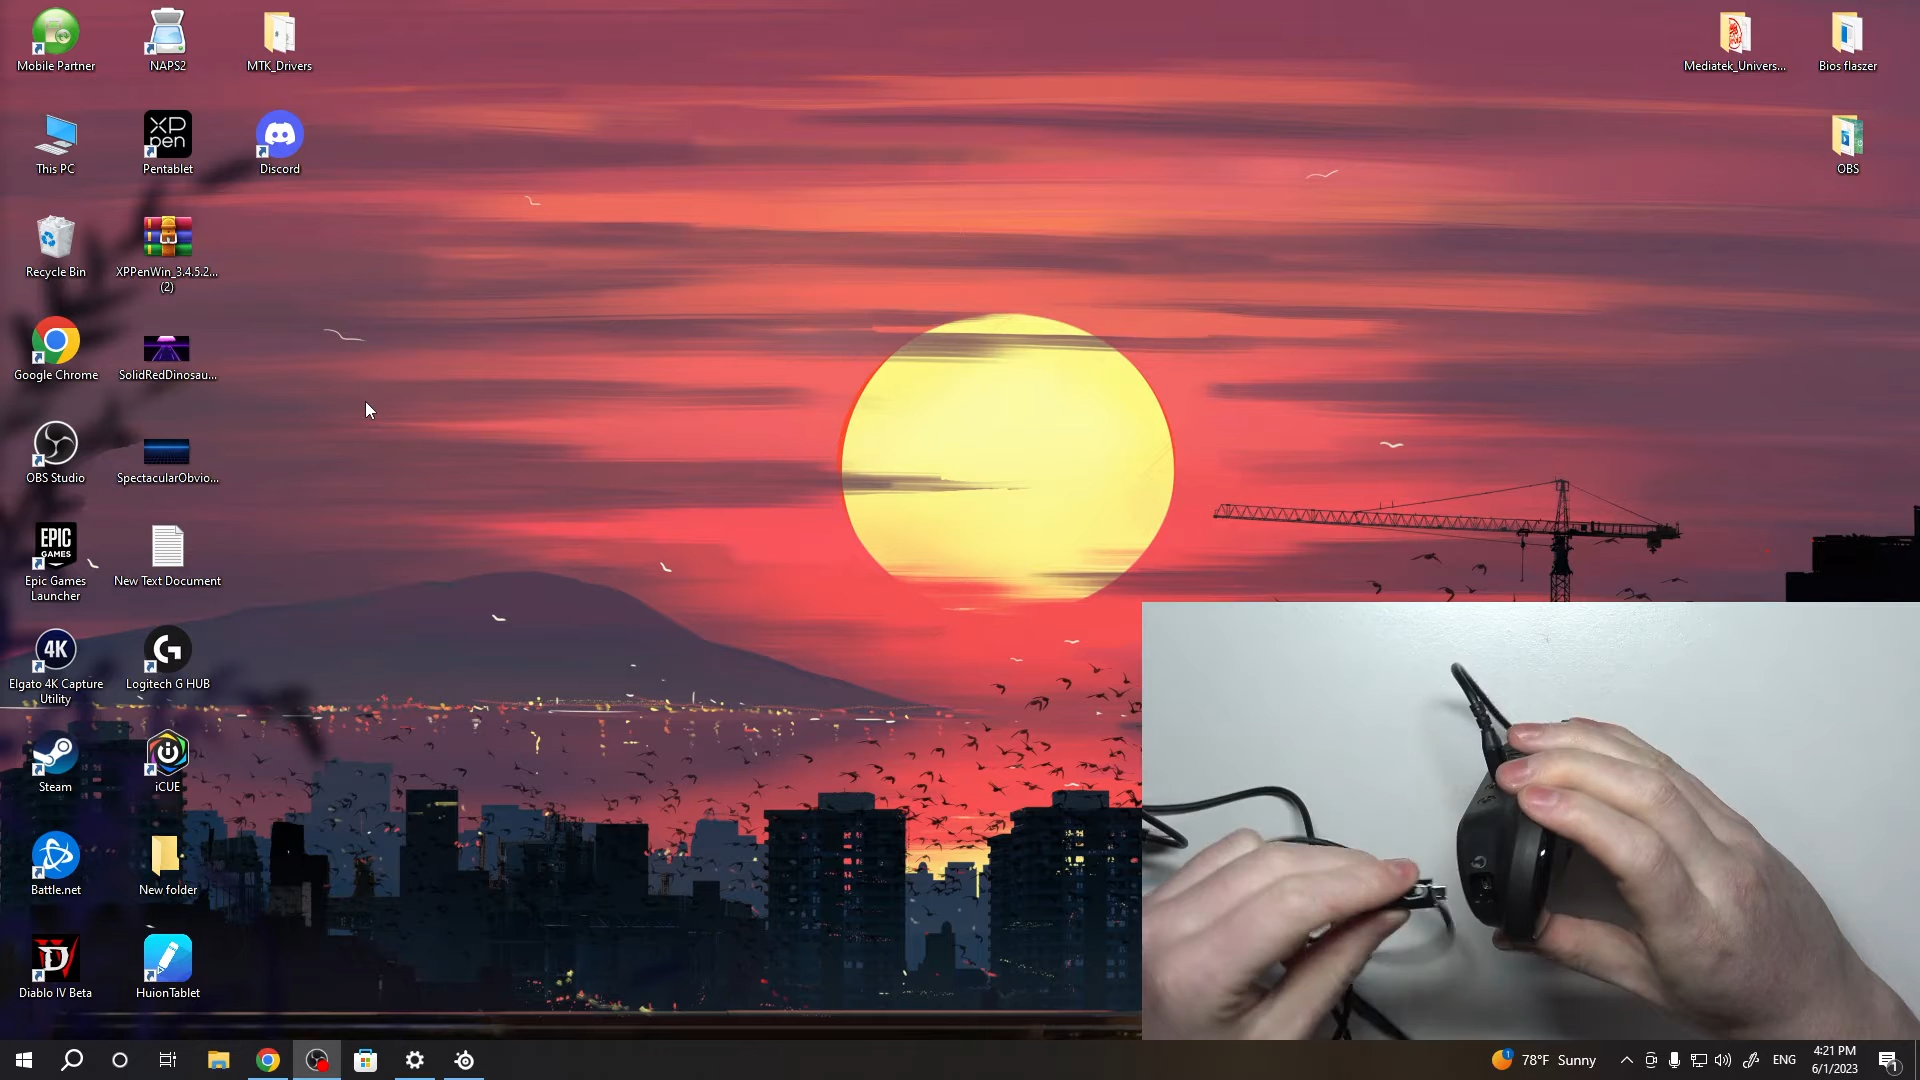 Mobile Partner
NAPS2
MTK_Drivers
Mediatek_Univers...
Bios flaszer
This PC
XP
pen
Pentablet
Discord
OBS
Recycle Bin
XPPenWin_3.4.5.2...
(2)
Google Chrome
SolidRedDinosau...
OBS Studio
SpectacularObvio...
EPIC
GAMES
Epic Games
Launcher
New Text Document
4K
Elgato 4K Capture
Utility
Logitech G HUB
Steam
iCUE
Battle.net
New folder
Diablo IV Beta
HuionTablet
1
78°F Sunny
ENG
4:21 PM
6/1/2023
1